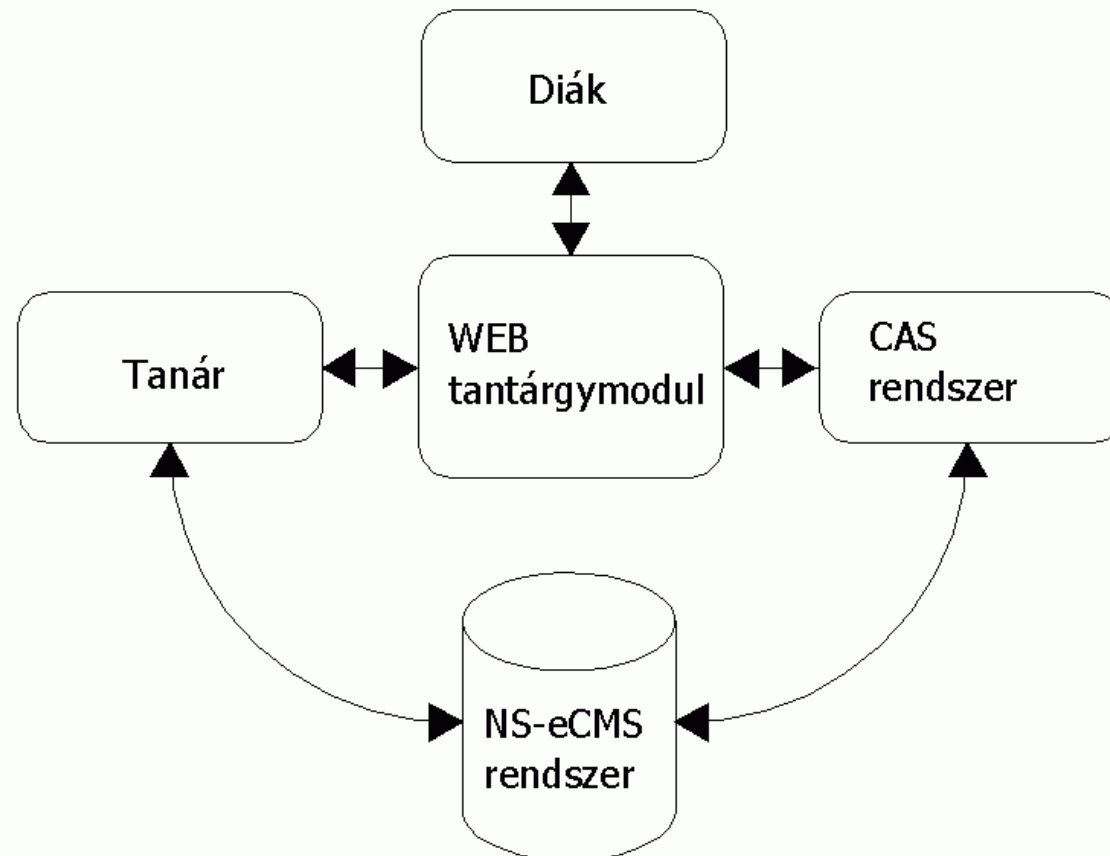 Diák
Tanár
WEB
tantárgymodul
CAS
rendszer
NS-eCMS
rendszer